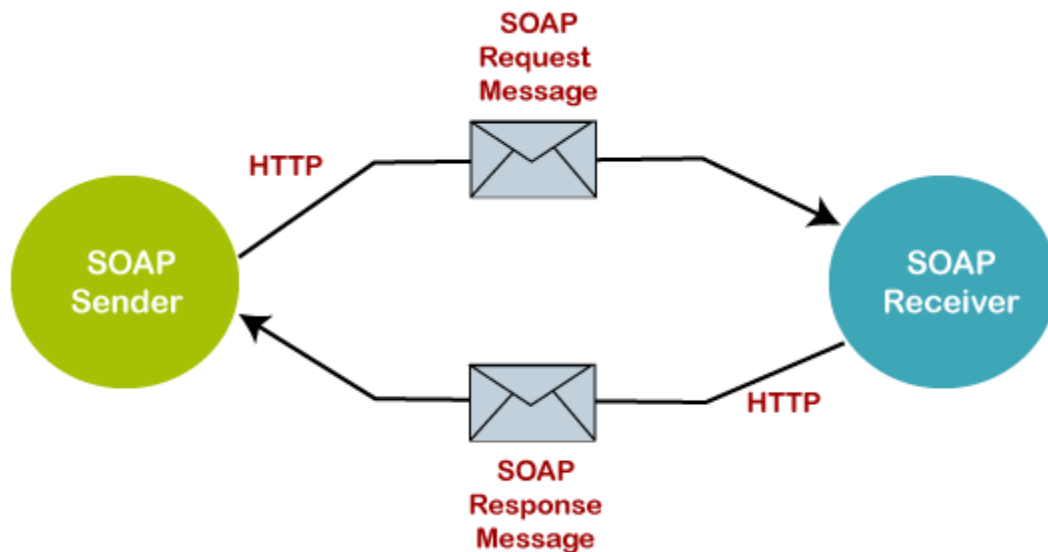 SOAP
Request
Message
HTTP
SOAP
Sender
SOAP
Receiver
HTTP
SOAP
Response
Message